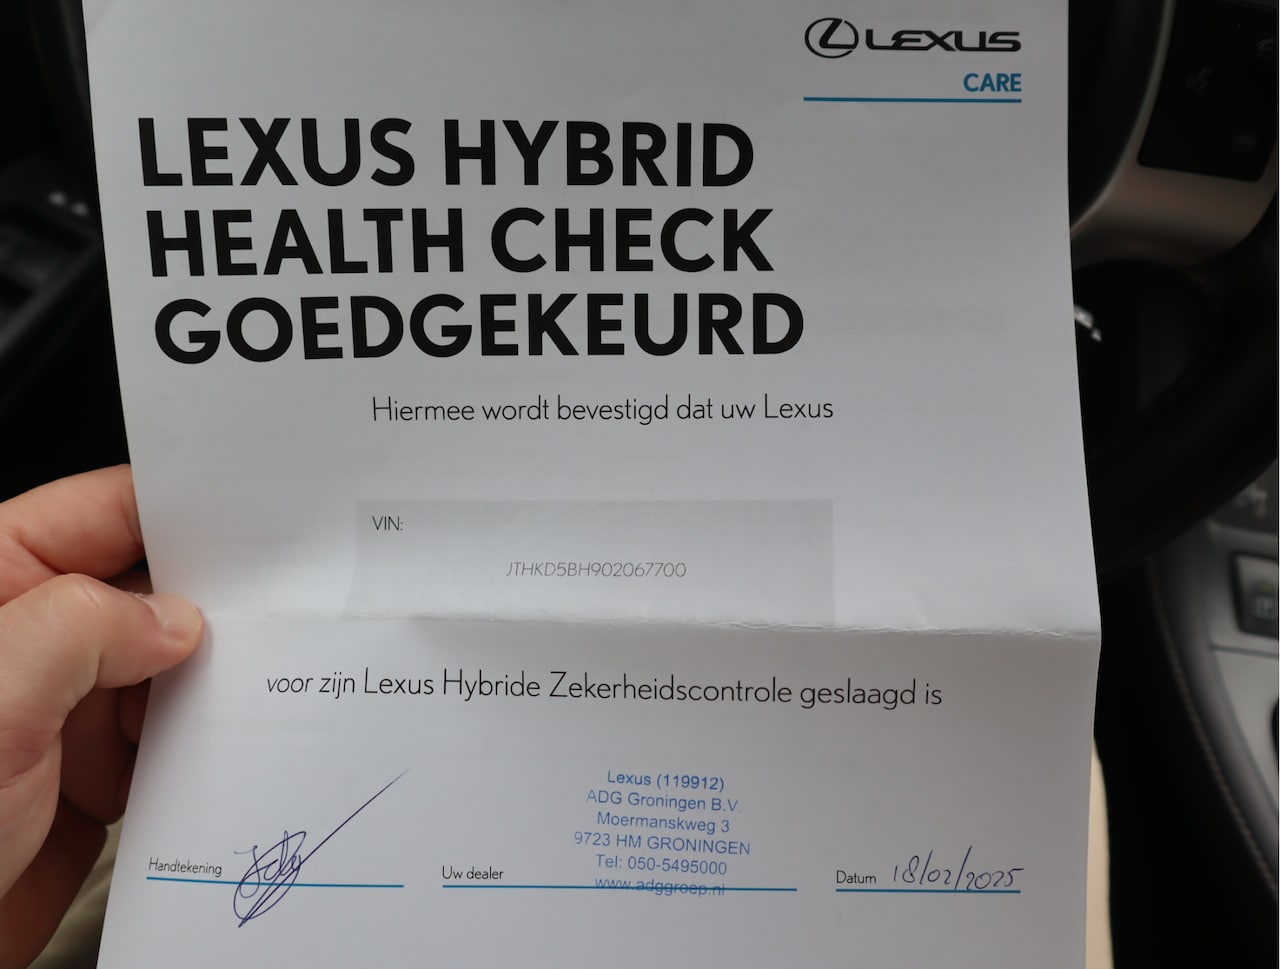 LEXUS
CARE
LEXUS HYBRID
HEALTH CHECK
GOEDGEKEURD
Hiermee wordt bevestigd dat uw Lexus
VIN:
JTHKD5BH902067700
voor zijn Lexus Hybride Zekerheidscontrole geslaagd is
Handtekening
Uw dealer
Lexus (119912)
ADG Groningen B.V.
Moermanskweg 3
9723 HM GRONINGEN
Tel: 050-5495000
www.adggroep.nl
Datum 18/02/2025